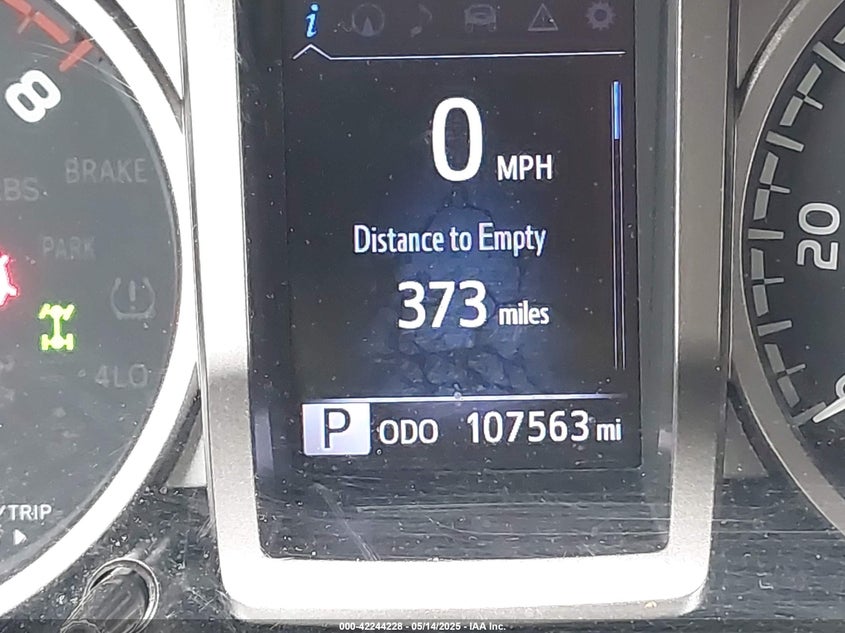 i
0 MPH
Distance to Empty
373 miles
P ODO 107563 mi
8
BRAKE
PARK
(!)
4LO
/TRIP
20
000-42244228 - 05/14/2025 - IAA Inc.